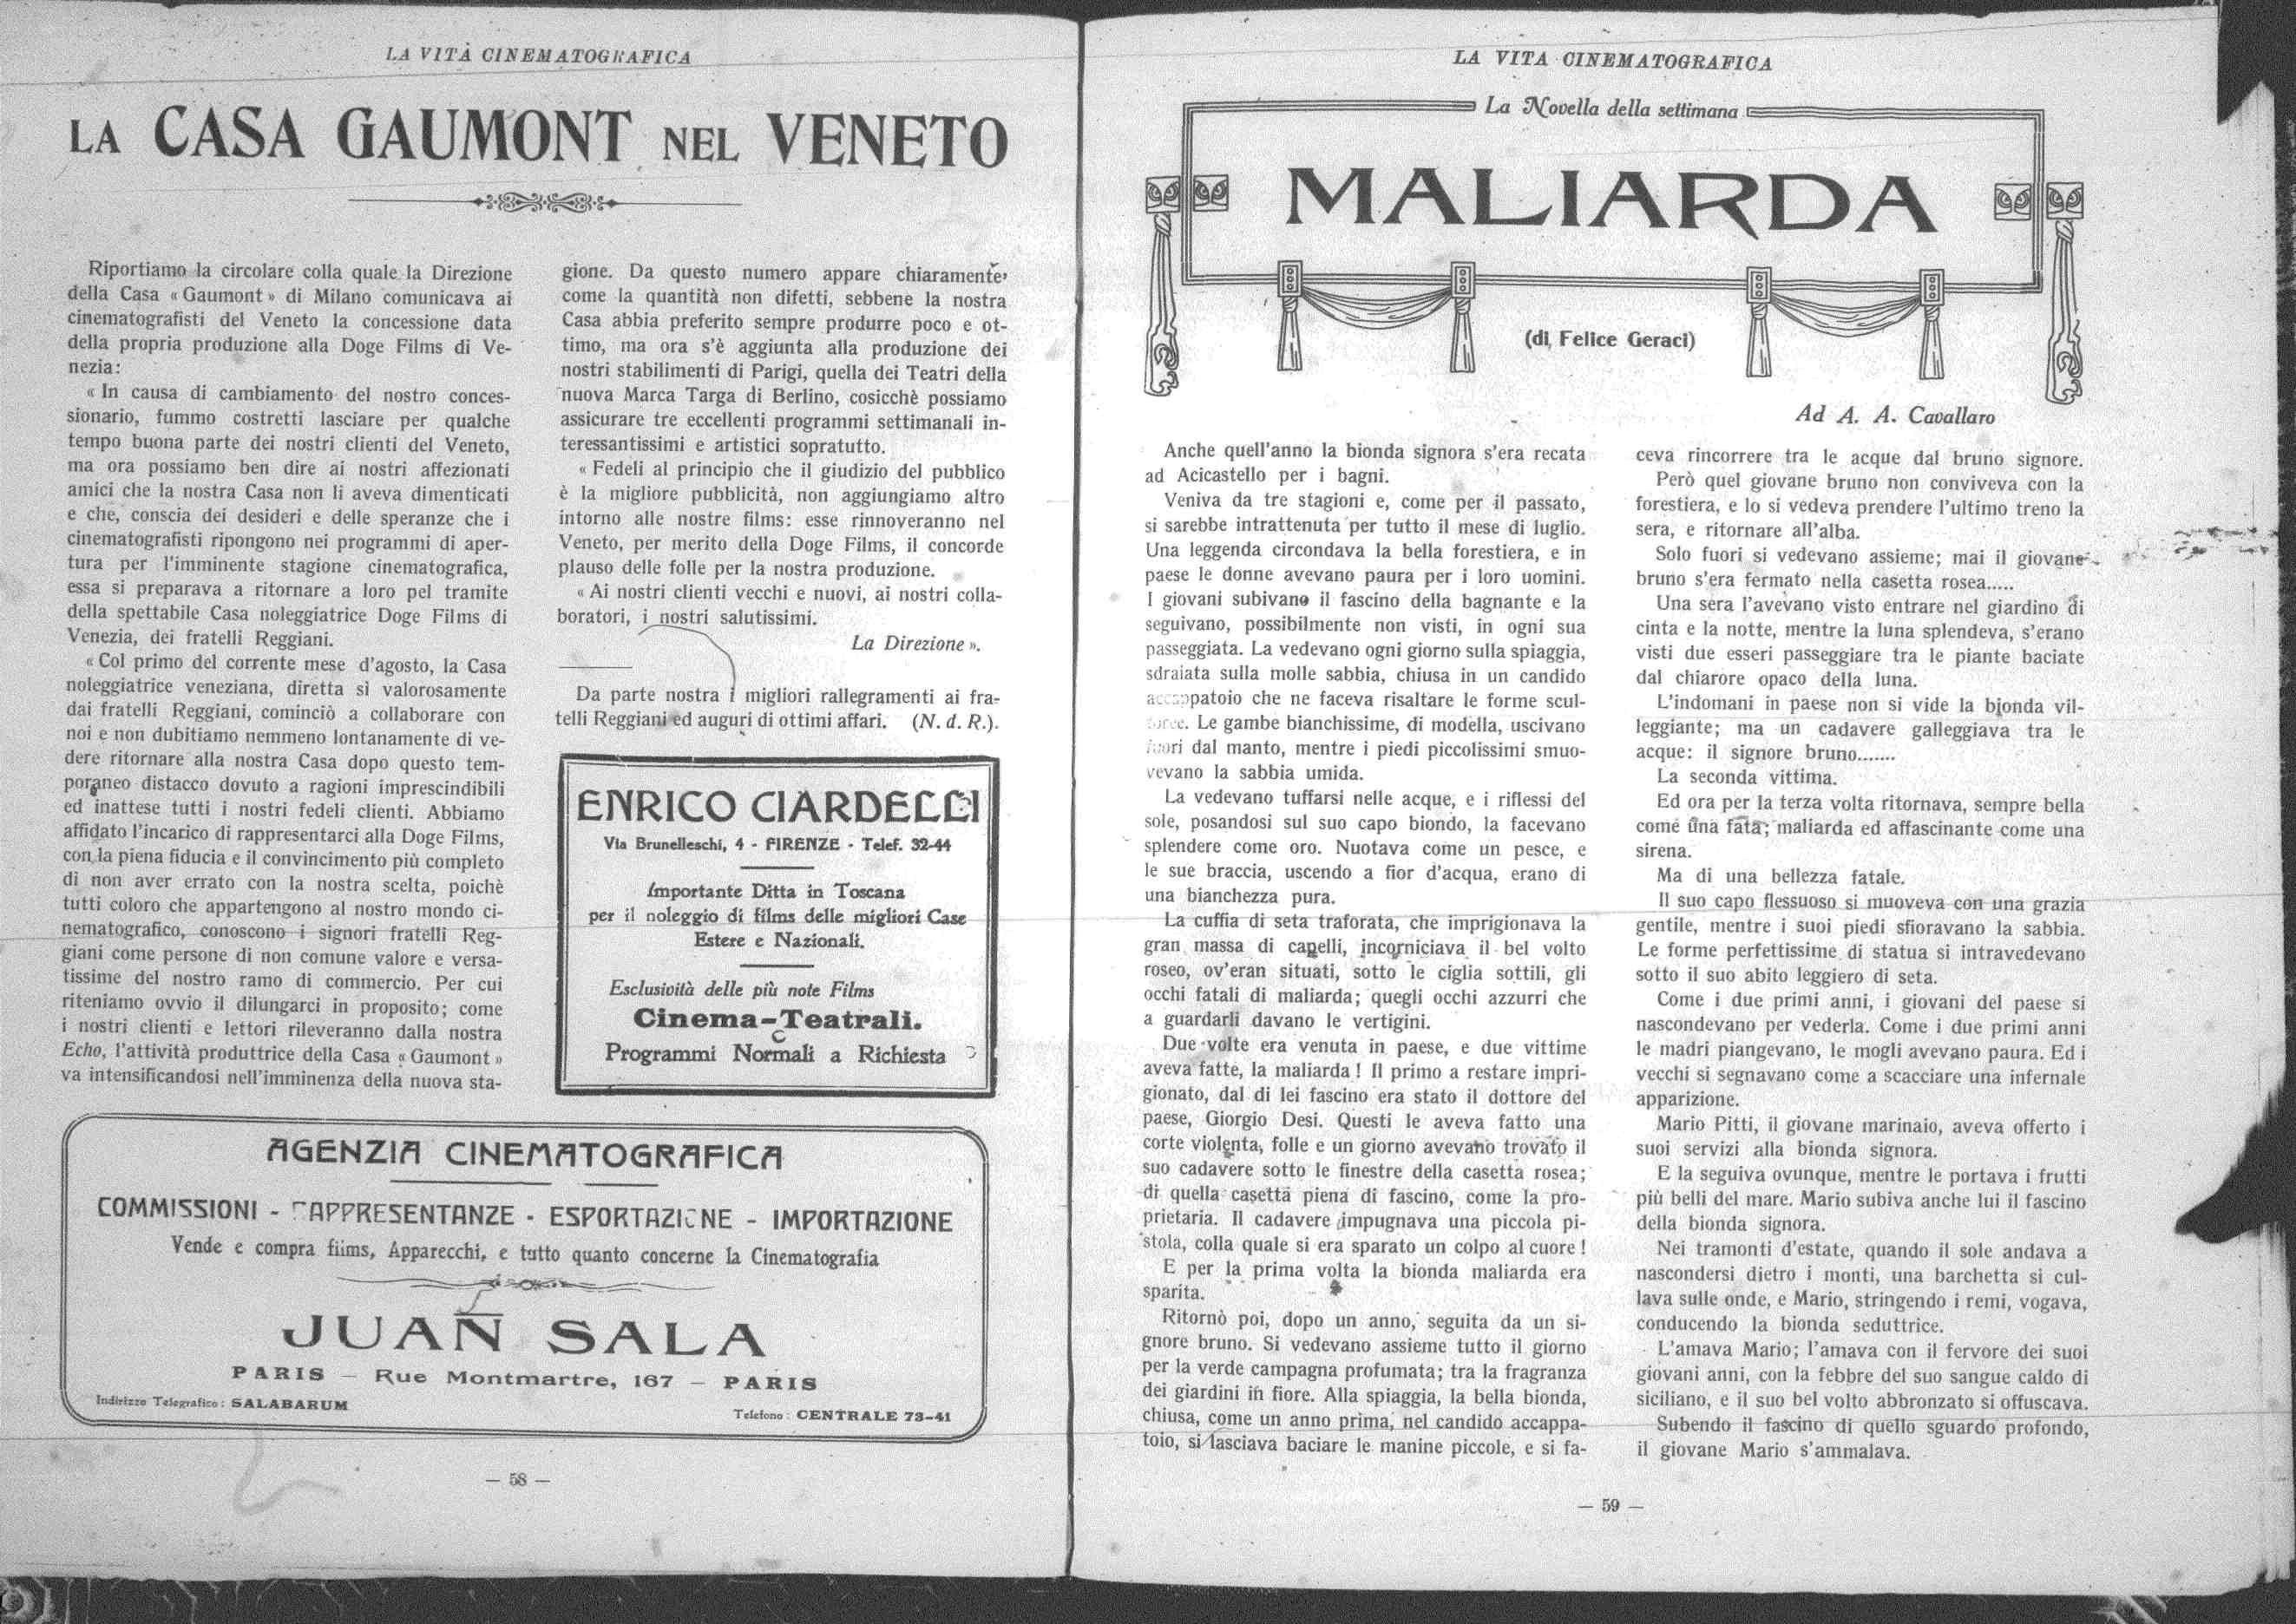 LA VITA CINEMATOGRAFICA
LA CASA GAUMONT NEL VENETO
Riportiamo la circolare colla quale la Direzione
della Casa « Gaumont » di Milano comunicava ai
cinematografisti del Veneto la concessione data
della propria produzione alla Doge Films di Ve-
nezia:
« In causa di cambiamento del nostro conces-
sionario, fummo costretti lasciare per qualche
tempo buona parte dei nostri clienti del Veneto,
ma ora possiamo ben dire ai nostri affezionati
amici che la nostra Casa non li aveva dimenticati
e che, conscia dei desideri e delle speranze che i
cinematografisti ripongono nei programmi di aper-
tura per l'imminente stagione cinematografica,
essa si preparava a ritornare a loro pel tramite
della spettabile Casa noleggiatrice Doge Films di
Venezia, dei fratelli Reggiani.
« Col primo del corrente mese d'agosto, la Casa
noleggiatrice veneziana, diretta sì valorosamente
dai fratelli Reggiani, cominciò a collaborare con
noi e non dubitiamo nemmeno lontanamente di ve-
dere ritornare alla nostra Casa dopo questo tem-
poraneo distacco dovuto a ragioni imprescindibili
ed inattese tutti i nostri fedeli clienti. Abbiamo
affidato l'incarico di rappresentarci alla Doge Films,
con la piena fiducia e il convincimento più completo
di non aver errato con la nostra scelta, poichè
tutti coloro che appartengono al nostro mondo ci-
nematografico, conoscono i signori fratelli Reg-
giani come persone di non comune valore e versa-
tissime del nostro ramo di commercio. Per cui
riteniamo ovvio il dilungarci in proposito; come
i nostri clienti e lettori rileveranno dalla nostra
Echo, l'attività produttrice della Casa « Gaumont »
va intensificandosi nell'imminenza della nuova sta-
gione. Da questo numero appare chiaramente,
come la quantità non difetti, sebbene la nostra
Casa abbia preferito sempre produrre poco e ot-
timo, ma ora s'è aggiunta alla produzione dei
nostri stabilimenti di Parigi, quella dei Teatri della
nuova Marca Targa di Berlino, cosicchè possiamo
assicurare tre eccellenti programmi settimanali in-
teressantissimi e artistici sopratutto.
« Fedeli al principio che il giudizio del pubblico
è la migliore pubblicità, non aggiungiamo altro
intorno alle nostre films: esse rinnoveranno nel
Veneto, per merito della Doge Films, il concorde
plauso delle folle per la nostra produzione.
« Ai nostri clienti vecchi e nuovi, ai nostri colla-
boratori, i nostri salutissimi.
La Direzione ».
Da parte nostra i migliori rallegramenti ai fra-
telli Reggiani ed auguri di ottimi affari. (N. d. R.).
ENRICO CIARDELLI
Via Brunelleschi, 4 - FIRENZE - Telef. 32-44
Importante Ditta in Toscana
per il noleggio di films delle migliori Case
Estere e Nazionali.
Esclusività delle più note Films
Cinema-Teatrali.
Programmi Normali a Richiesta
AGENZIA CINEMATOGRAFICA
COMMISSIONI - RAPPRESENTANZE - ESPORTAZIONE - IMPORTAZIONE
Vende e compra films, Apparecchi, e tutto quanto concerne la Cinematografia
JUAN SALA
PARIS — Rue Montmartre, 167 — PARIS
Indirizzo Telegrafico: SALABARUM
Telefono: CENTRALE 73-41
— 58 —
LA VITA CINEMATOGRAFICA
La Novella della settimana
MALIARDA
(di Felice Geraci)
Ad A. A. Cavallaro
Anche quell'anno la bionda signora s'era recata
ad Acicastello per i bagni.
Veniva da tre stagioni e, come per il passato,
si sarebbe intrattenuta per tutto il mese di luglio.
Una leggenda circondava la bella forestiera, e in
paese le donne avevano paura per i loro uomini.
I giovani subivano il fascino della bagnante e la
seguivano, possibilmente non visti, in ogni sua
passeggiata. La vedevano ogni giorno sulla spiaggia,
sdraiata sulla molle sabbia, chiusa in un candido
accappatoio che ne faceva risaltare le forme scul-
toree. Le gambe bianchissime, di modella, uscivano
fuori dal manto, mentre i piedi piccolissimi smuo-
vevano la sabbia umida.
La vedevano tuffarsi nelle acque, e i riflessi del
sole, posandosi sul suo capo biondo, la facevano
splendere come oro. Nuotava come un pesce, e
le sue braccia, uscendo a fior d'acqua, erano di
una bianchezza pura.
La cuffia di seta traforata, che imprigionava la
gran massa di capelli, incorniciava il bel volto
roseo, ov'eran situati, sotto le ciglia sottili, gli
occhi fatali di maliarda; quegli occhi azzurri che
a guardarli davano le vertigini.
Due volte era venuta in paese, e due vittime
aveva fatte, la maliarda! Il primo a restare impri-
gionato, dal di lei fascino era stato il dottore del
paese, Giorgio Desi. Questi le aveva fatto una
corte violenta, folle e un giorno avevano trovato il
suo cadavere sotto le finestre della casetta rosea;
di quella casetta piena di fascino, come la pro-
prietaria. Il cadavere impugnava una piccola pi-
stola, colla quale si era sparato un colpo al cuore!
E per la prima volta la bionda maliarda era
sparita.
Ritornò poi, dopo un anno, seguita da un si-
gnore bruno. Si vedevano assieme tutto il giorno
per la verde campagna profumata; tra la fragranza
dei giardini in fiore. Alla spiaggia, la bella bionda,
chiusa, come un anno prima, nel candido accappa-
toio, si lasciava baciare le manine piccole, e si fa-
ceva rincorrere tra le acque dal bruno signore.
Però quel giovane bruno non conviveva con la
forestiera, e lo si vedeva prendere l'ultimo treno la
sera, e ritornare all'alba.
Solo fuori si vedevano assieme; mai il giovane
bruno s'era fermato nella casetta rosea.....
Una sera l'avevano visto entrare nel giardino di
cinta e la notte, mentre la luna splendeva, s'erano
visti due esseri passeggiare tra le piante baciate
dal chiarore opaco della luna.
L'indomani in paese non si vide la bionda vil-
leggiante; ma un cadavere galleggiava tra le
acque: il signore bruno.......
La seconda vittima.
Ed ora per la terza volta ritornava, sempre bella
come una fata; maliarda ed affascinante come una
sirena.
Ma di una bellezza fatale.
Il suo capo flessuoso si muoveva con una grazia
gentile, mentre i suoi piedi sfioravano la sabbia.
Le forme perfettissime di statua si intravedevano
sotto il suo abito leggiero di seta.
Come i due primi anni, i giovani del paese si
nascondevano per vederla. Come i due primi anni
le madri piangevano, le mogli avevano paura. Ed i
vecchi si segnavano come a scacciare una infernale
apparizione.
Mario Pitti, il giovane marinaio, aveva offerto i
suoi servizi alla bionda signora.
E la seguiva ovunque, mentre le portava i frutti
più belli del mare. Mario subiva anche lui il fascino
della bionda signora.
Nei tramonti d'estate, quando il sole andava a
nascondersi dietro i monti, una barchetta si cul-
lava sulle onde, e Mario, stringendo i remi, vogava,
conducendo la bionda seduttrice.
L'amava Mario; l'amava con il fervore dei suoi
giovani anni, con la febbre del suo sangue caldo di
siciliano, e il suo bel volto abbronzato si offuscava.
Subendo il fascino di quello sguardo profondo,
il giovane Mario s'ammalava.
— 59 —